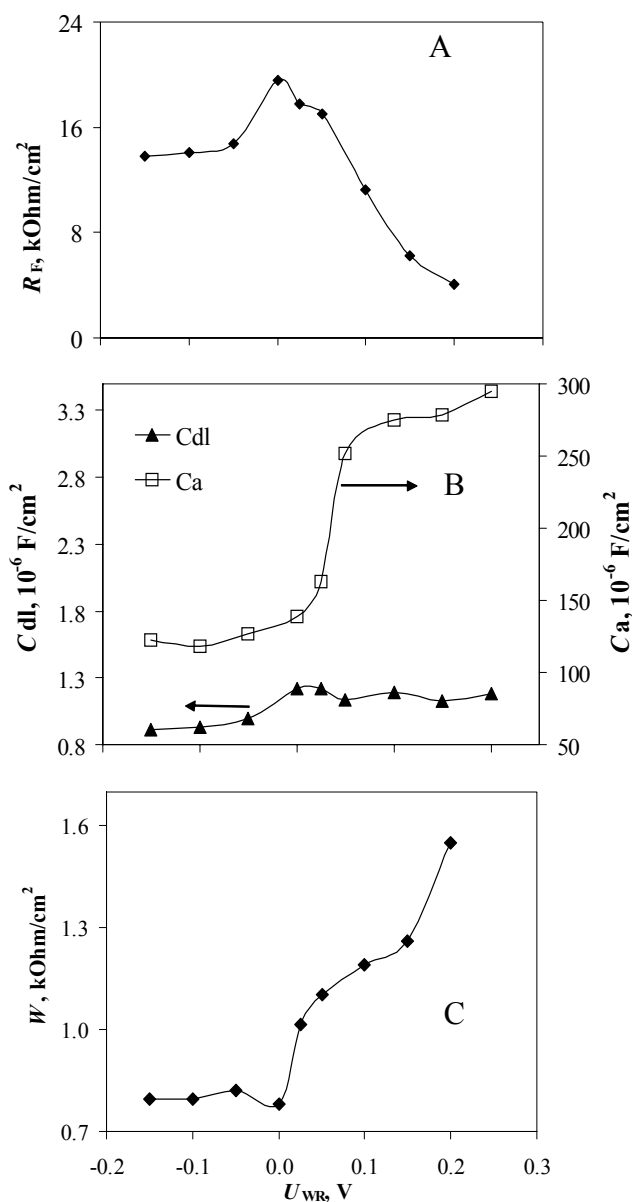 24
A
16
8
0
R_F, kOhm/cm²
3.3
2.8
2.3
1.8
1.3
0.8
Cdl, 10⁻⁶ F/cm²
Cdl
Ca
B
300
250
200
150
100
50
Ca, 10⁻⁶ F/cm²
1.6
1.3
1.0
0.7
W, kOhm/cm²
C
-0.2 -0.1 0.0 0.1 0.2 0.3
U_WR, V